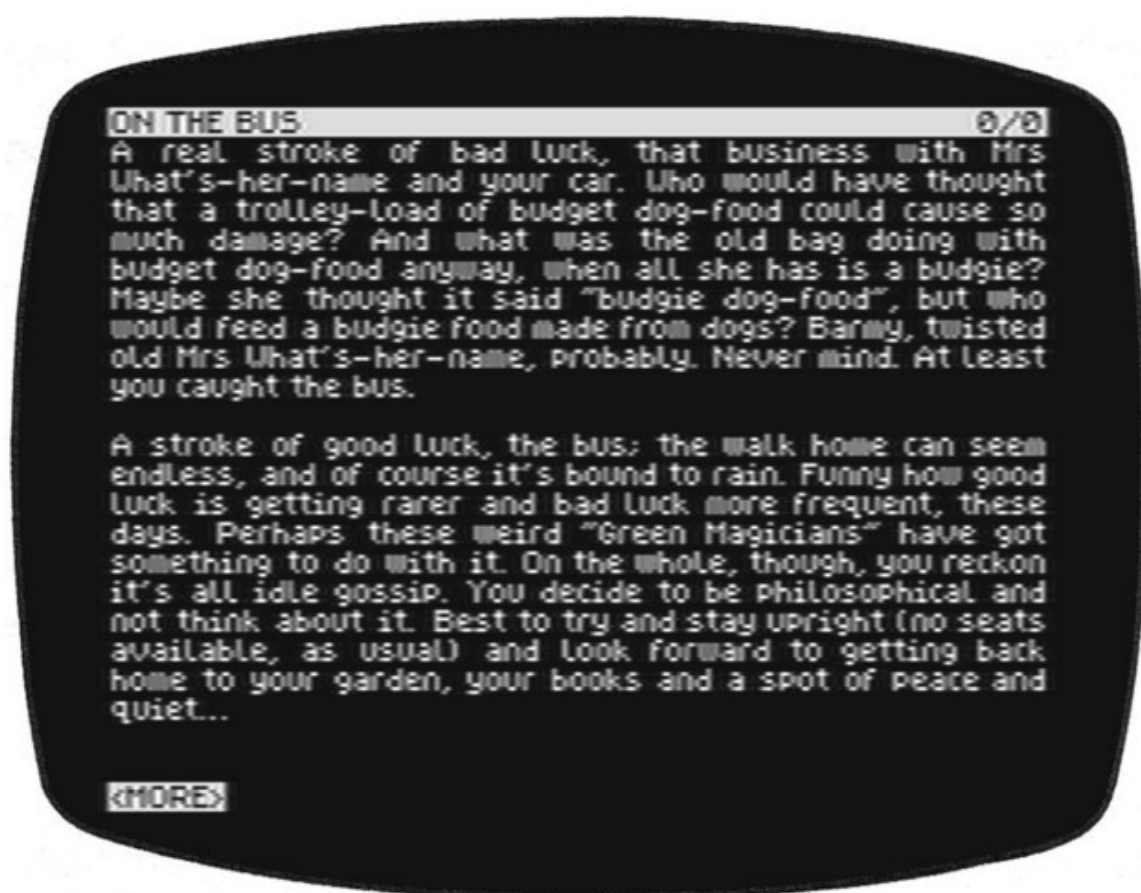 ON THE BUS 0/0
A real stroke of bad luck, that business with Mrs
What's-her-name and your car. Who would have thought
that a trolley-load of budget dog-food could cause so
much damage? And what was the old bag doing with
budget dog-food anyway, when all she has is a budgie?
Maybe she thought it said "budgie dog-food", but who
would feed a budgie food made from dogs? Barmy, twisted
old Mrs What's-her-name, probably. Never mind. At least
you caught the bus.
A stroke of good luck, the bus; the walk home can seem
endless, and of course it's bound to rain. Funny how good
luck is getting rarer and bad luck more frequent, these
days. Perhaps these weird "Green Magicians" have got
something to do with it. On the whole, though, you reckon
it's all idle gossip. You decide to be philosophical and
not think about it. Best to try and stay upright (no seats
available, as usual) and look forward to getting back
home to your garden, your books and a spot of peace and
quiet...
<MORE>